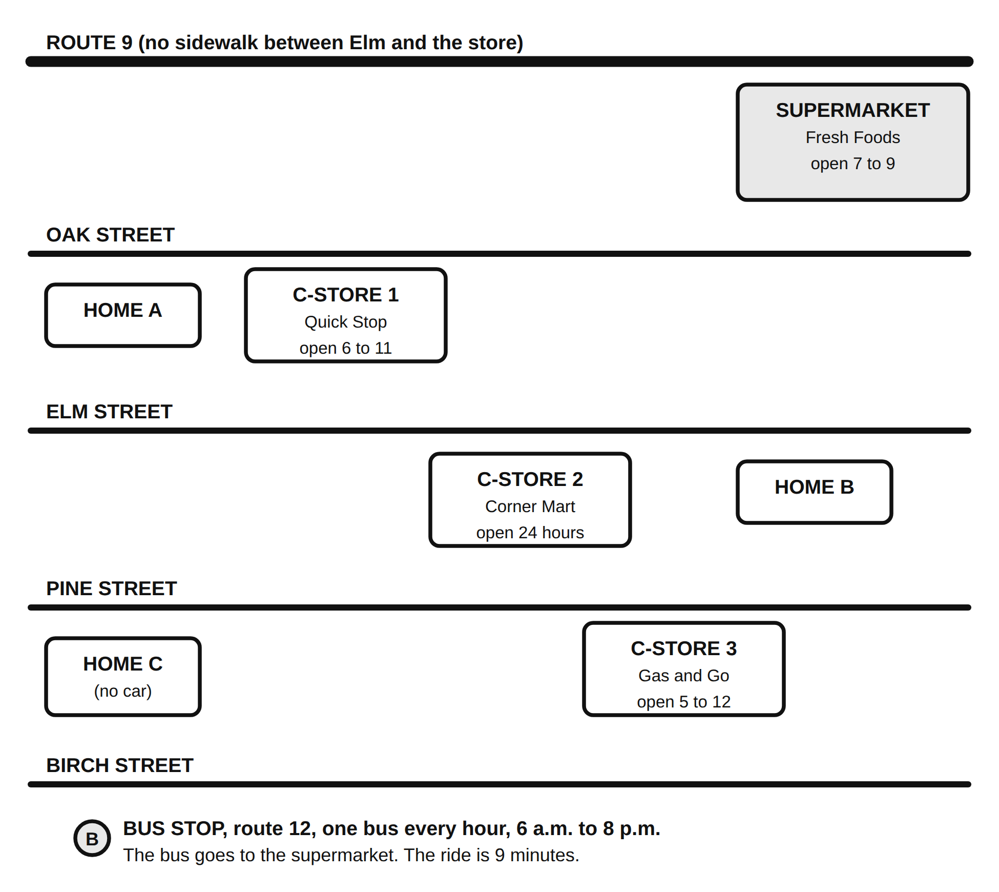 ROUTE 9 (no sidewalk between Elm and the store)
SUPERMARKET
Fresh Foods
open 7 to 9
OAK STREET
HOME A
C-STORE 1
Quick Stop
open 6 to 11
ELM STREET
C-STORE 2
Corner Mart
open 24 hours
HOME B
PINE STREET
HOME C
(no car)
C-STORE 3
Gas and Go
open 5 to 12
BIRCH STREET
B
BUS STOP, route 12, one bus every hour, 6 a.m. to 8 p.m.
The bus goes to the supermarket. The ride is 9 minutes.